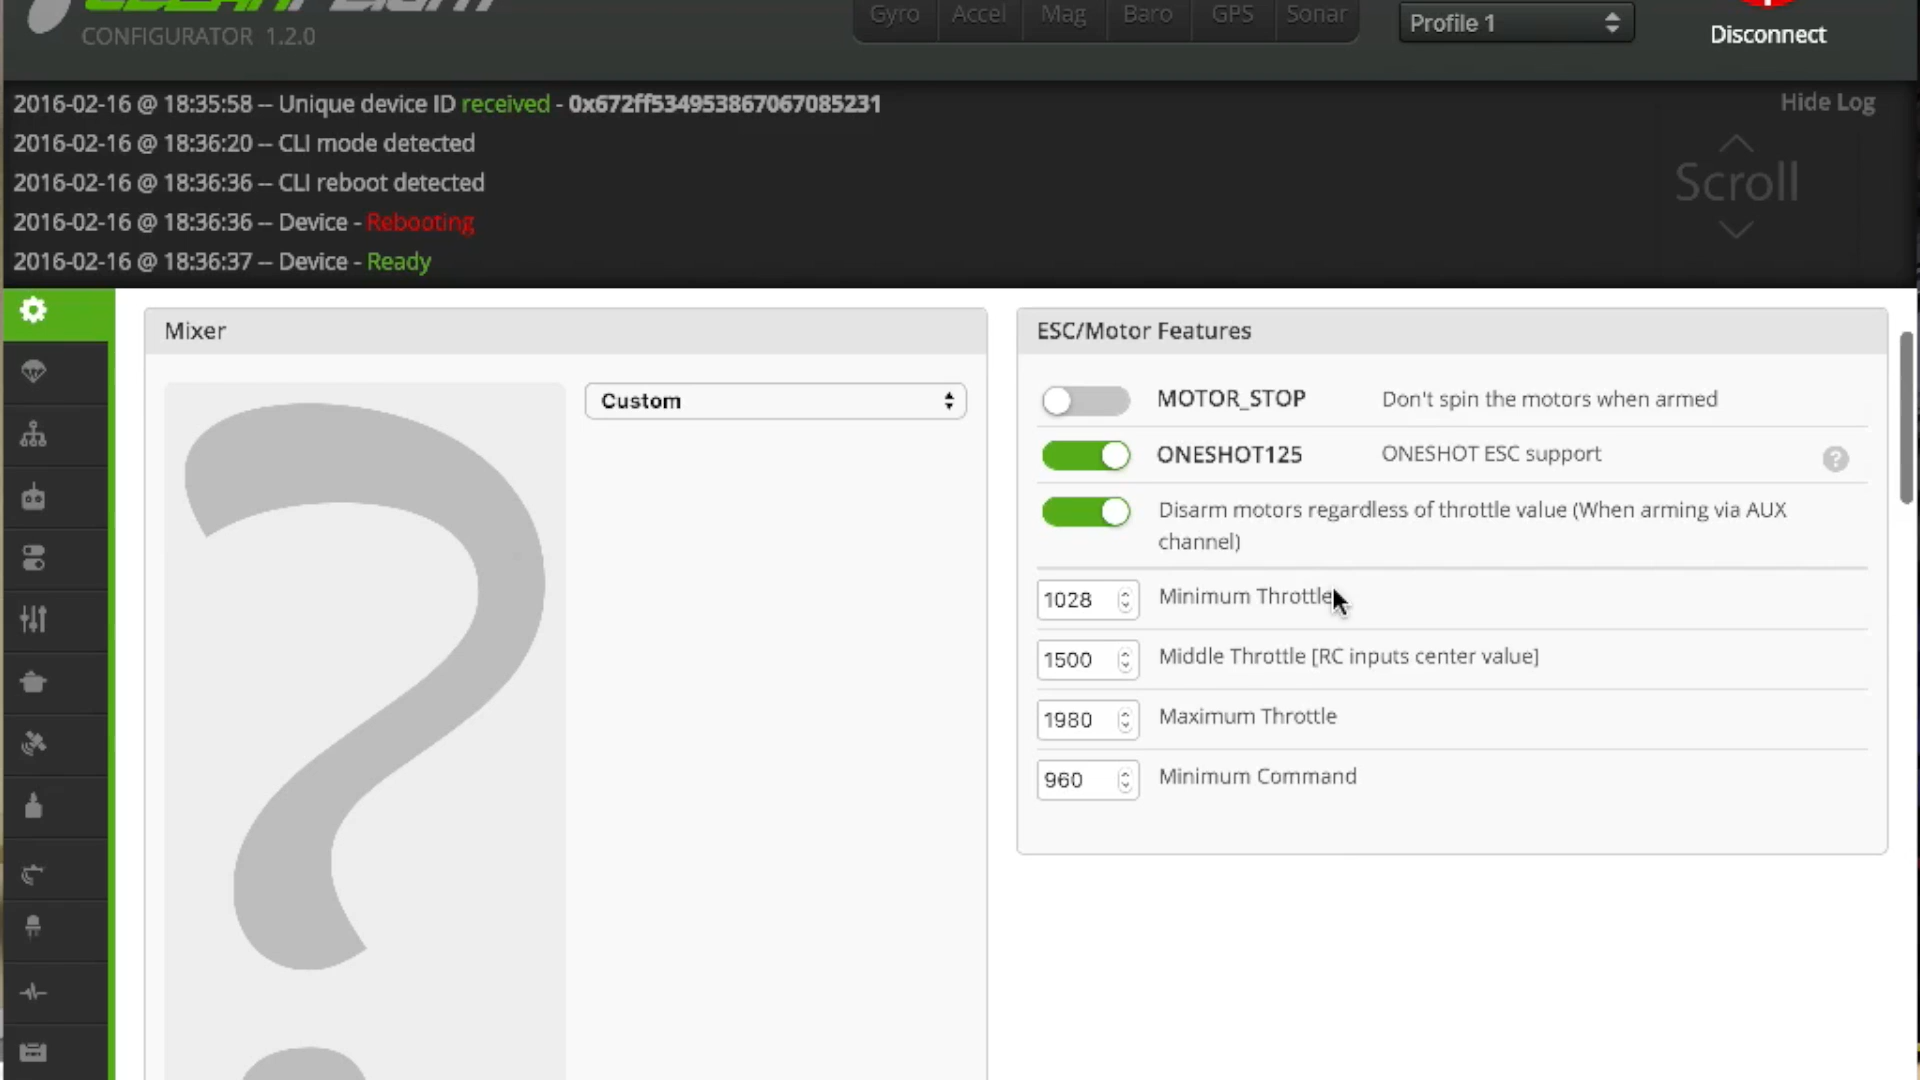 CLEANFLIGHT
CONFIGURATOR 1.2.0
Gyro Accel Mag Baro GPS Sonar
Profile 1
Disconnect
2016-02-16 @ 18:35:58 -- Unique device ID received - 0x672ff534953867067085231
2016-02-16 @ 18:36:20 -- CLI mode detected
2016-02-16 @ 18:36:36 -- CLI reboot detected
2016-02-16 @ 18:36:36 -- Device - Rebooting
2016-02-16 @ 18:36:37 -- Device - Ready
Hide Log
Scroll
Mixer
Custom
ESC/Motor Features
MOTOR_STOP Don't spin the motors when armed
ONESHOT125 ONESHOT ESC support
?
Disarm motors regardless of throttle value (When arming via AUX
channel)
1028 Minimum Throttle
1500 Middle Throttle [RC inputs center value]
1980 Maximum Throttle
960 Minimum Command